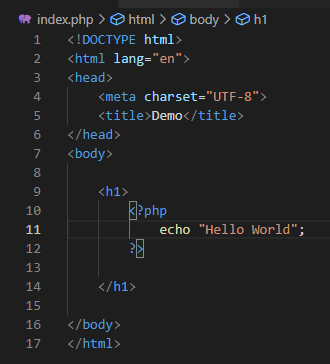 index.php > html > body > h1
1 <!DOCTYPE html>
2 <html lang="en">
3 <head>
4     <meta charset="UTF-8">
5     <title>Demo</title>
6 </head>
7 <body>
8
9     <h1>
10         <?php
11             echo "Hello World";
12         ?>
13
14     </h1>
15
16 </body>
17 </html>